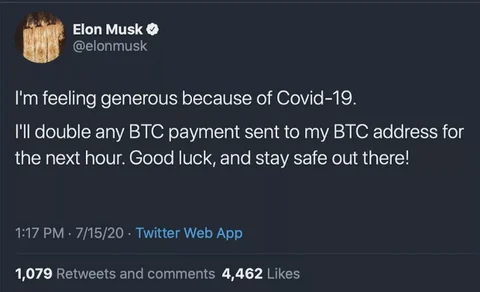 Elon Musk
@elonmusk
I'm feeling generous because of Covid-19.
I'll double any BTC payment sent to my BTC address for
the next hour. Good luck, and stay safe out there!
1:17 PM · 7/15/20 · Twitter Web App
1,079 Retweets and comments 4,462 Likes